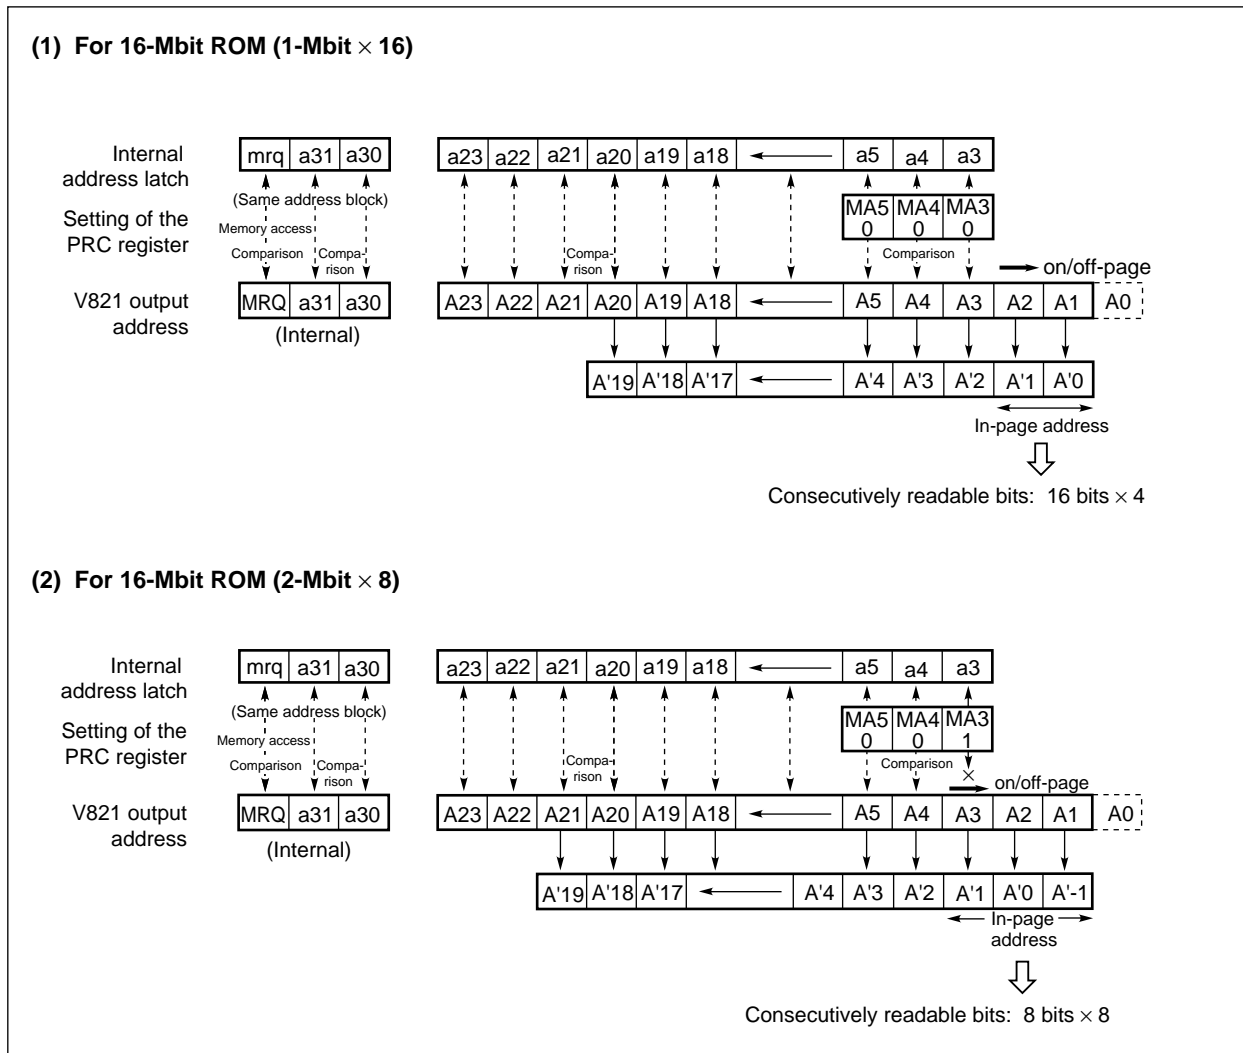 (1) For 16-Mbit ROM (1-Mbit × 16)
Internal address latch
mrq a31 a30
a23 a22 a21 a20 a19 a18 a5 a4 a3
(Same address block)
Setting of the PRC register
MA5 MA4 MA3
0 0 0
Memory access
Comparison Compa-rison
Compa-rison
Comparison
on/off-page
V821 output address
MRQ a31 a30
A23 A22 A21 A20 A19 A18 A5 A4 A3 A2 A1 A0
(Internal)
A'19 A'18 A'17 A'4 A'3 A'2 A'1 A'0
In-page address
Consecutively readable bits: 16 bits × 4
(2) For 16-Mbit ROM (2-Mbit × 8)
Internal address latch
mrq a31 a30
a23 a22 a21 a20 a19 a18 a5 a4 a3
(Same address block)
Setting of the PRC register
MA5 MA4 MA3
0 0 1
Memory access
Comparison Compa-rison
Compa-rison
Comparison
×
on/off-page
V821 output address
MRQ a31 a30
A23 A22 A21 A20 A19 A18 A5 A4 A3 A2 A1 A0
(Internal)
A'19 A'18 A'17 A'4 A'3 A'2 A'1 A'0 A'-1
In-page address
Consecutively readable bits: 8 bits × 8